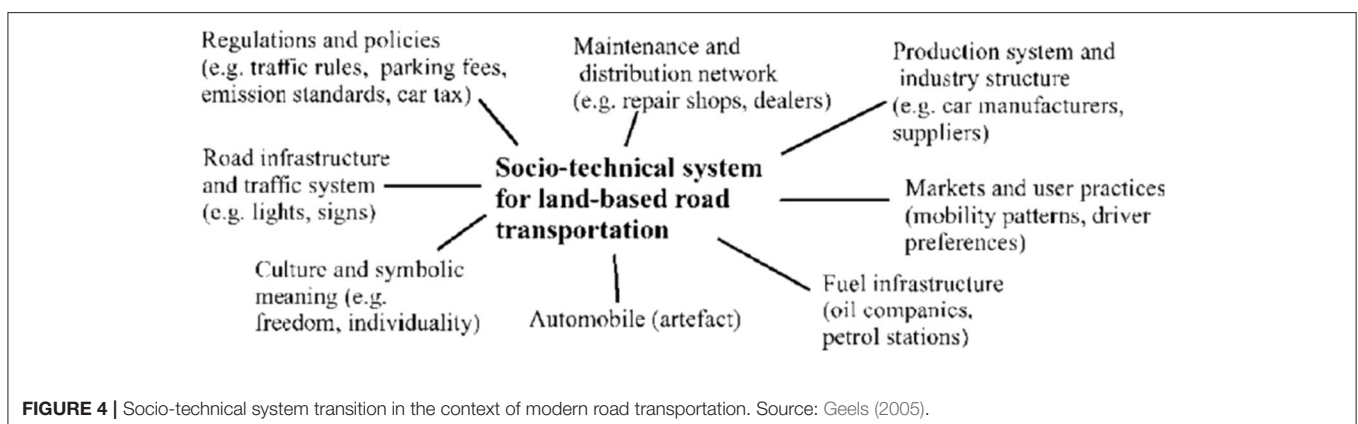 Regulations and policies
(e.g. traffic rules, parking fees,
emission standards, car tax)
Maintenance and
distribution network
(e.g. repair shops, dealers)
Production system and
industry structure
(e.g. car manufacturers,
suppliers)
Road infrastructure
and traffic system
(e.g. lights, signs)
Socio-technical system
for land-based road
transportation
Markets and user practices
(mobility patterns, driver
preferences)
Culture and symbolic
meaning (e.g.
freedom, individuality)
Automobile (artefact)
Fuel infrastructure
(oil companies,
petrol stations)
FIGURE 4 | Socio-technical system transition in the context of modern road transportation. Source: Geels (2005).